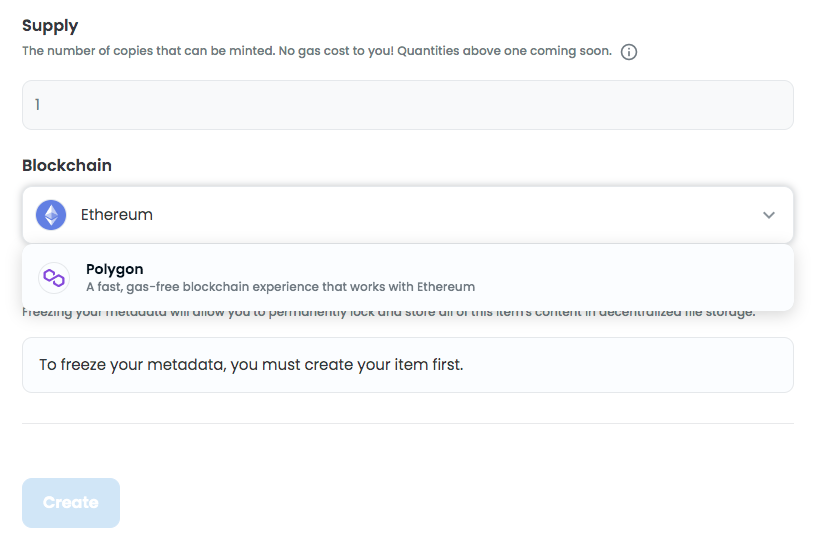 Supply
The number of copies that can be minted. No gas cost to you! Quantities above one coming soon.
1
Blockchain
Ethereum
Polygon
A fast, gas-free blockchain experience that works with Ethereum
Freezing your metadata will allow you to permanently lock and store all of this item's content in decentralized file storage.
To freeze your metadata, you must create your item first.
Create